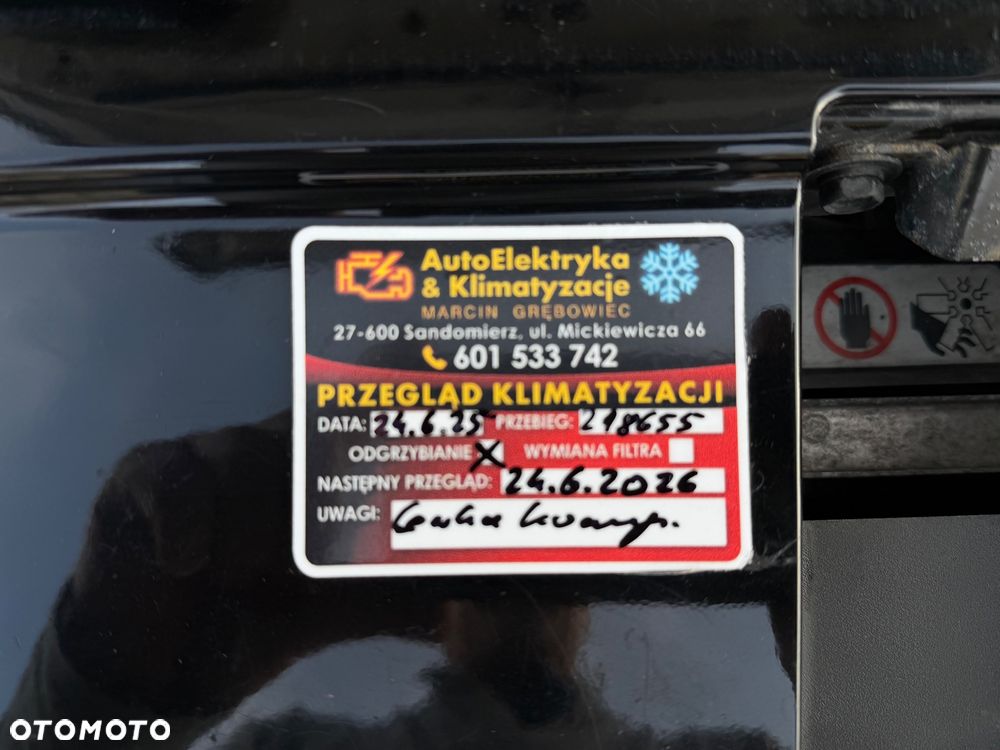 AutoElektryka
& Klimatyzacje
MARCIN GRĘBOWIEC
27-600 Sandomierz, ul. Mickiewicza 66
601 533 742
PRZEGLĄD KLIMATYZACJI
DATA: 24.6.25 PRZEBIEG: 218655
ODGRZYBIANIE X WYMIANA FILTRA
NASTĘPNY PRZEGLĄD: 24.6.2026
UWAGI:
OTOMOTO